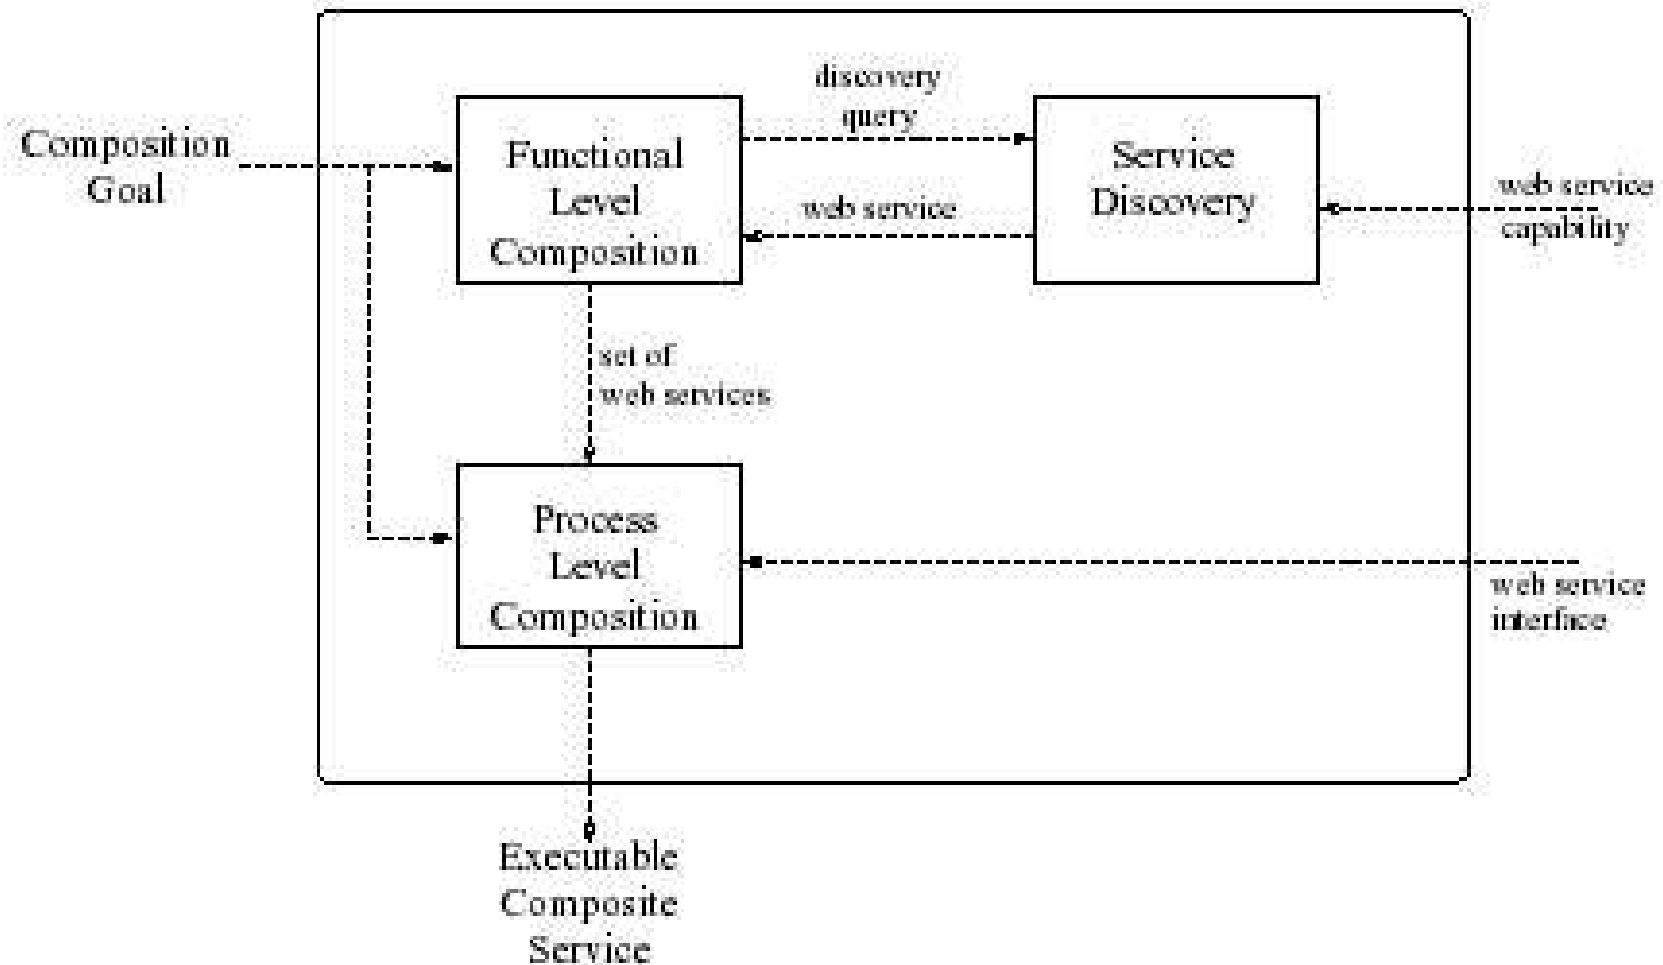 discovery
query
Composition
Goal
Functional
Level
Composition
Service
Discovery
web service
web service
capability
set of
web services
Process
Level
Composition
web service
interface
Executable
Composite
Service